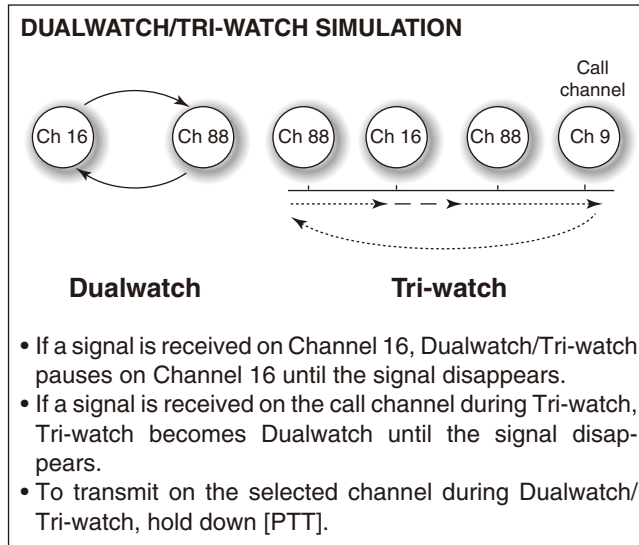 DUALWATCH/TRI-WATCH SIMULATION
Call
channel
Ch 16
Ch 88
Ch 88
Ch 16
Ch 88
Ch 9
Dualwatch
Tri-watch
• If a signal is received on Channel 16, Dualwatch/Tri-watch
pauses on Channel 16 until the signal disappears.
• If a signal is received on the call channel during Tri-watch,
Tri-watch becomes Dualwatch until the signal disap-
pears.
• To transmit on the selected channel during Dualwatch/
Tri-watch, hold down [PTT].